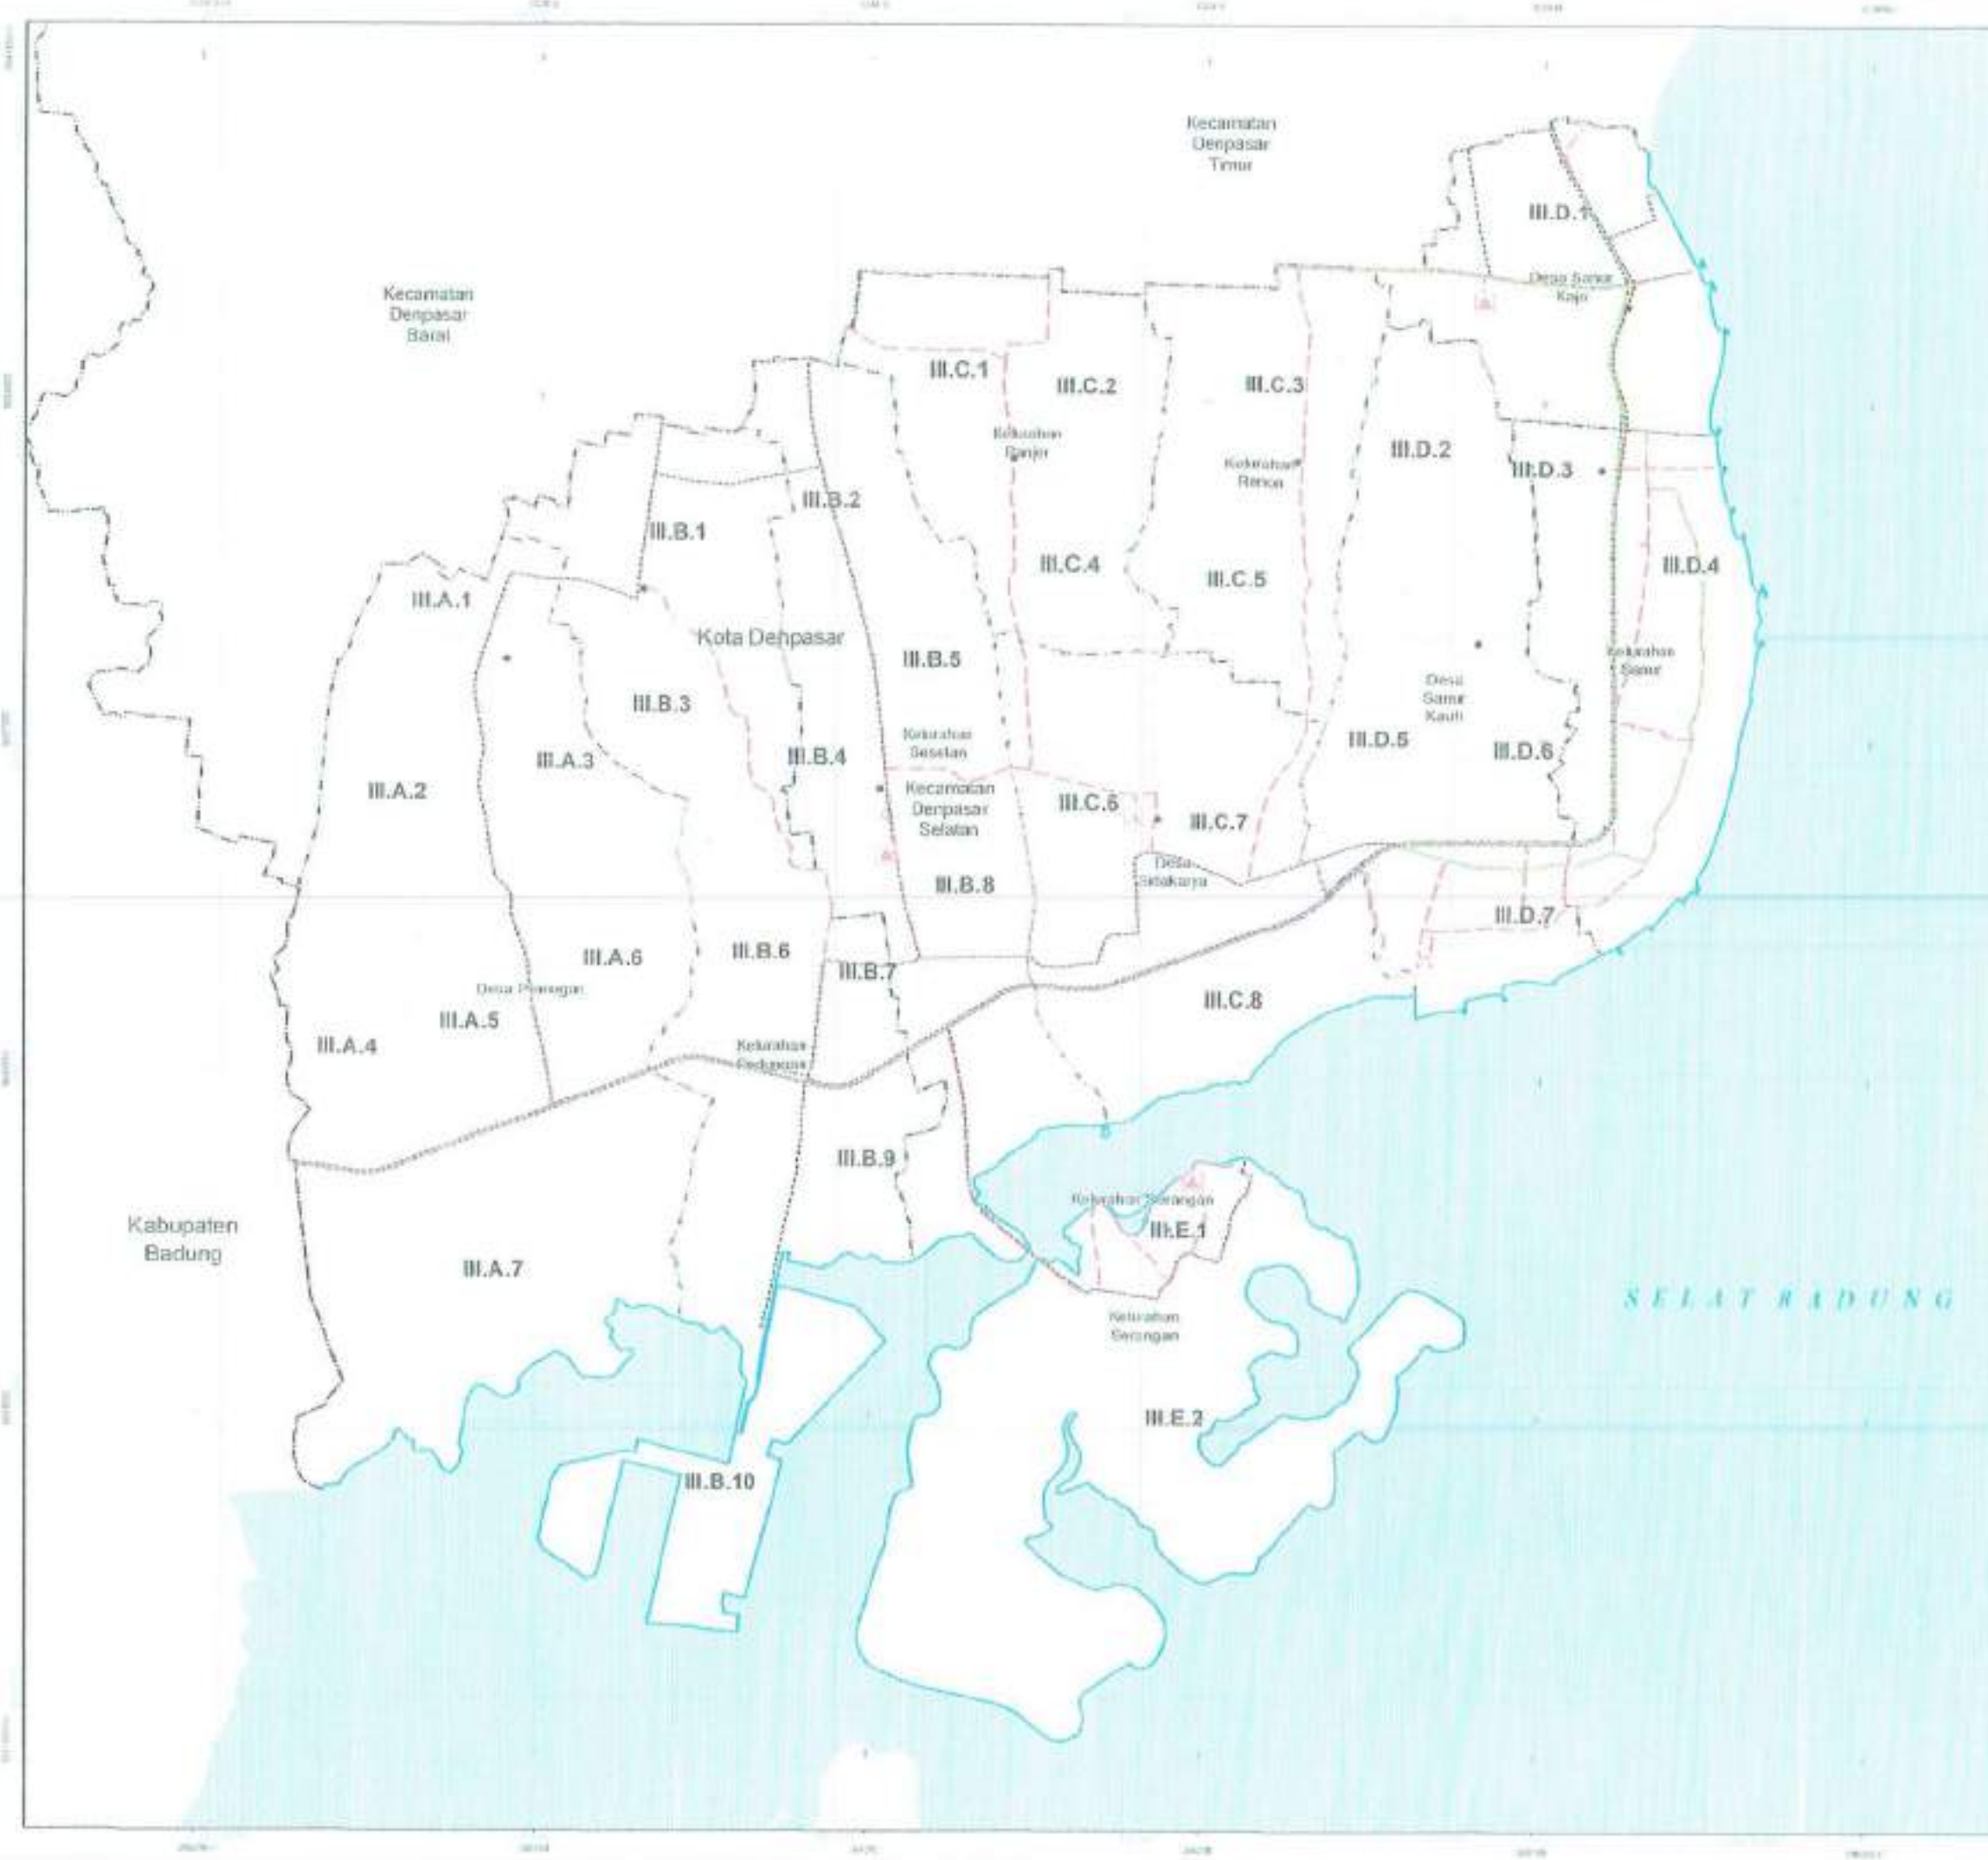 Kecamatan
Denpasar
Timur
III.D.1
Desa Sanur
Kaja
Kecamatan
Denpasar
Barat
III.C.1
III.C.2
III.C.3
Kelurahan
Panjer
Kelurahan
Renon
III.D.2
III.D.3
III.B.2
III.B.1
III.C.4
III.C.5
III.D.4
III.A.1
Kota Denpasar
III.B.5
Kelurahan
Sanur
III.B.3
Desa
Sanur
Kauh
Kelurahan
Sesetan
III.D.5
III.D.6
III.A.3
III.B.4
III.A.2
Kecamatan
Denpasar
Selatan
III.C.6
III.C.7
Desa
Sidakarya
III.B.8
III.D.7
III.A.6
III.B.6
III.B.7
Desa Pemogan
III.C.8
III.A.5
III.A.4
Kelurahan
Pedungan
III.B.9
Kelurahan Serangan
III.E.1
Kabupaten
Badung
III.A.7
SELAT BADUNG
Kelurahan
Serangan
III.E.2
III.B.10